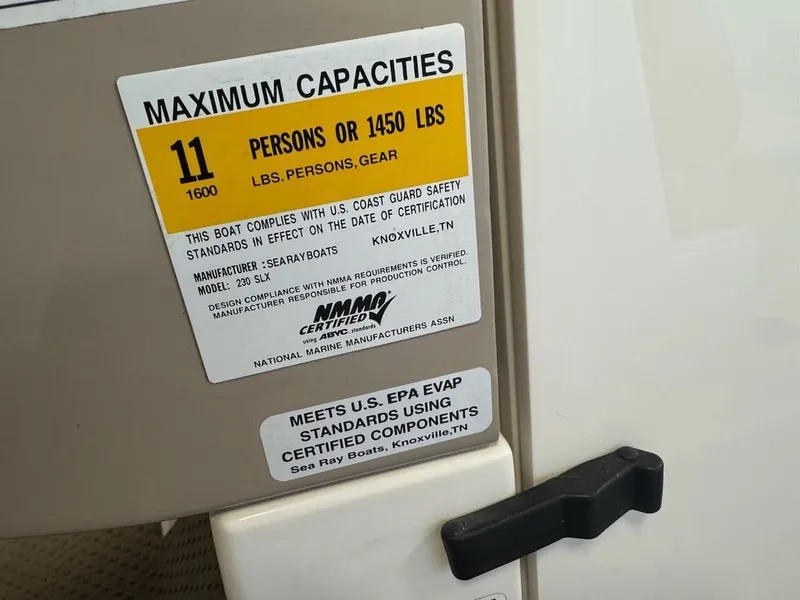 MAXIMUM CAPACITIES
11 PERSONS OR 1450 LBS
1600 LBS. PERSONS, GEAR
THIS BOAT COMPLIES WITH U.S. COAST GUARD SAFETY
STANDARDS IN EFFECT ON THE DATE OF CERTIFICATION
MANUFACTURER : SEARAYBOATS KNOXVILLE,TN
MODEL: 230 SLX
DESIGN COMPLIANCE WITH NMMA REQUIREMENTS IS VERIFIED.
MANUFACTURER RESPONSIBLE FOR PRODUCTION CONTROL.
NMMA®
CERTIFIED
using ABYC standards
NATIONAL MARINE MANUFACTURERS ASSN
MEETS U.S. EPA EVAP
STANDARDS USING
CERTIFIED COMPONENTS
Sea Ray Boats, Knoxville,TN